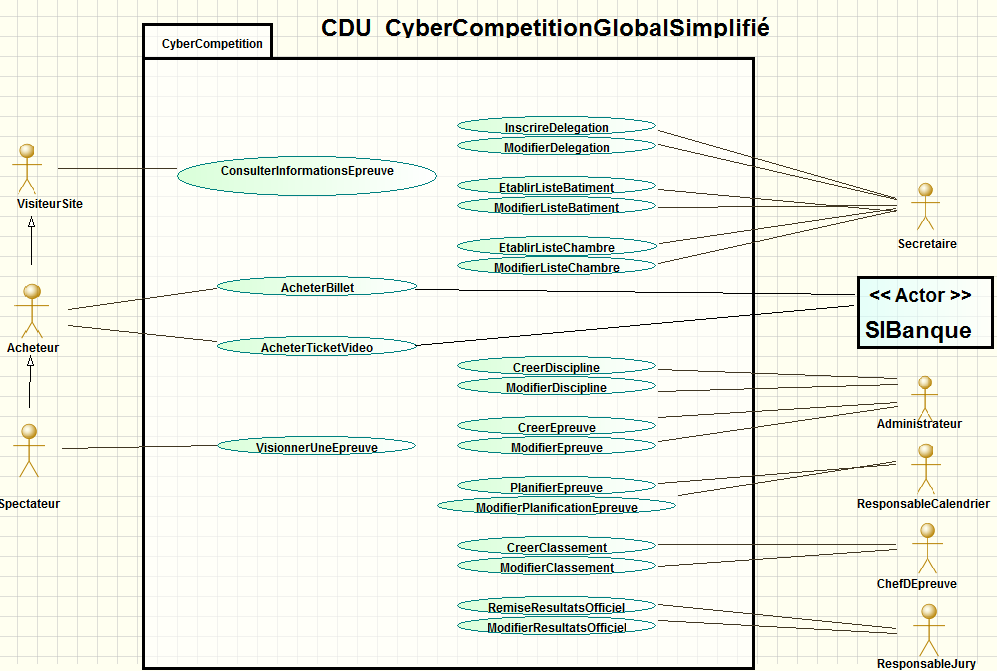 CDU CyberCompetitionGlobalSimplifié
CyberCompetition
InscrireDelegation
ModifierDelegation
ConsulterInformationsEpreuve
EtablirListeBatiment
VisiteurSite
ModifierListeBatiment
Secretaire
EtablirListeChambre
ModifierListeChambre
AcheterBillet
<< Actor >>
SIBanque
Acheteur
AcheterTicketVideo
CreerDiscipline
ModifierDiscipline
Administrateur
CreerEpreuve
VisionnerUneEpreuve
ModifierEpreuve
PlanifierEpreuve
Spectateur
ModifierPlanificationEpreuve
ResponsableCalendrier
CreerClassement
ModifierClassement
ChefDEpreuve
RemiseResultatsOfficiel
ModifierResultatsOfficiel
ResponsableJury